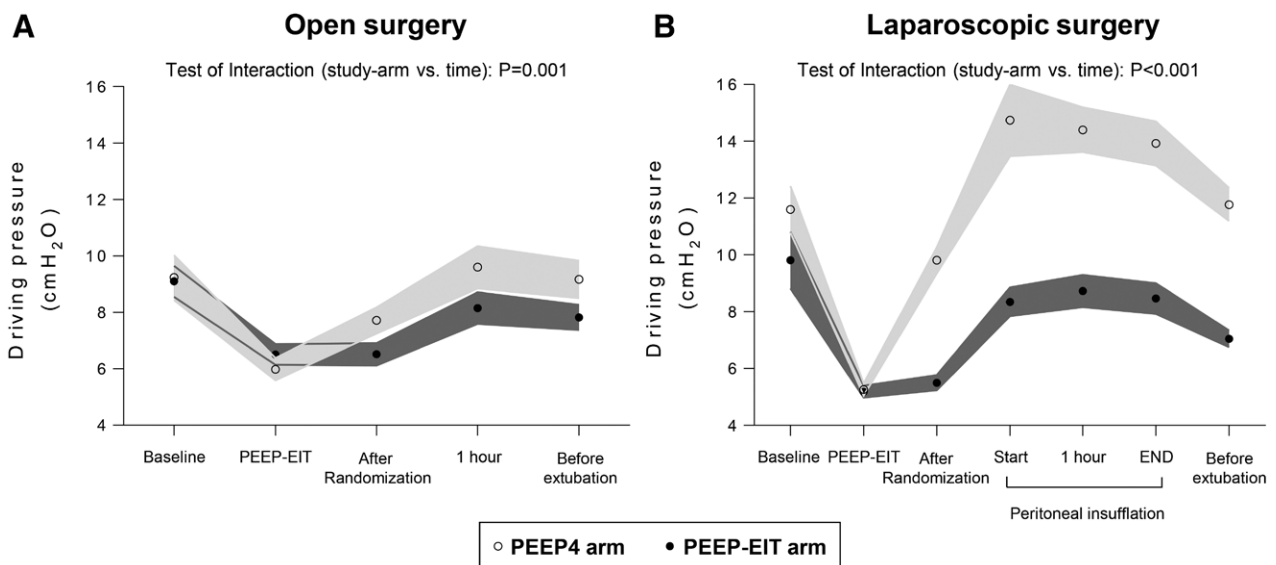 A
Open surgery
Test of Interaction (study-arm vs. time): P=0.001
Driving pressure
(cmH₂O)
16
14
12
10
8
6
4
Baseline
PEEP-EIT
After
Randomization
1 hour
Before
extubation
B
Laparoscopic surgery
Test of Interaction (study-arm vs. time): P<0.001
Driving pressure
(cmH₂O)
16
14
12
10
8
6
4
Baseline
PEEP-EIT
After
Randomization
Start
1 hour
END
Before
extubation
Peritoneal insufflation
PEEP4 arm
PEEP-EIT arm